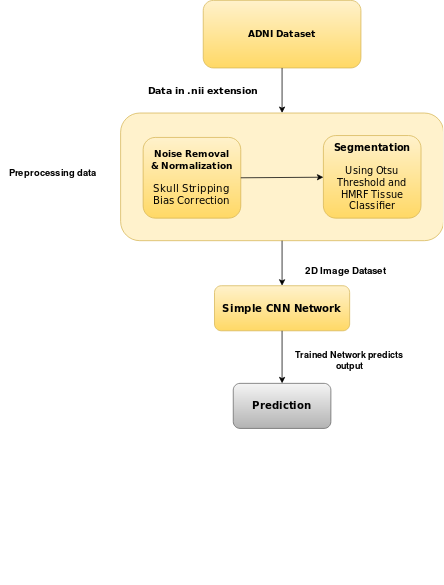 ADNI Dataset
Data in .nii extension
Preprocessing data
Noise Removal
& Normalization
Skull Stripping
Bias Correction
Segmentation
Using Otsu
Threshold and
HMRF Tissue
Classifier
2D Image Dataset
Simple CNN Network
Trained Network predicts
output
Prediction